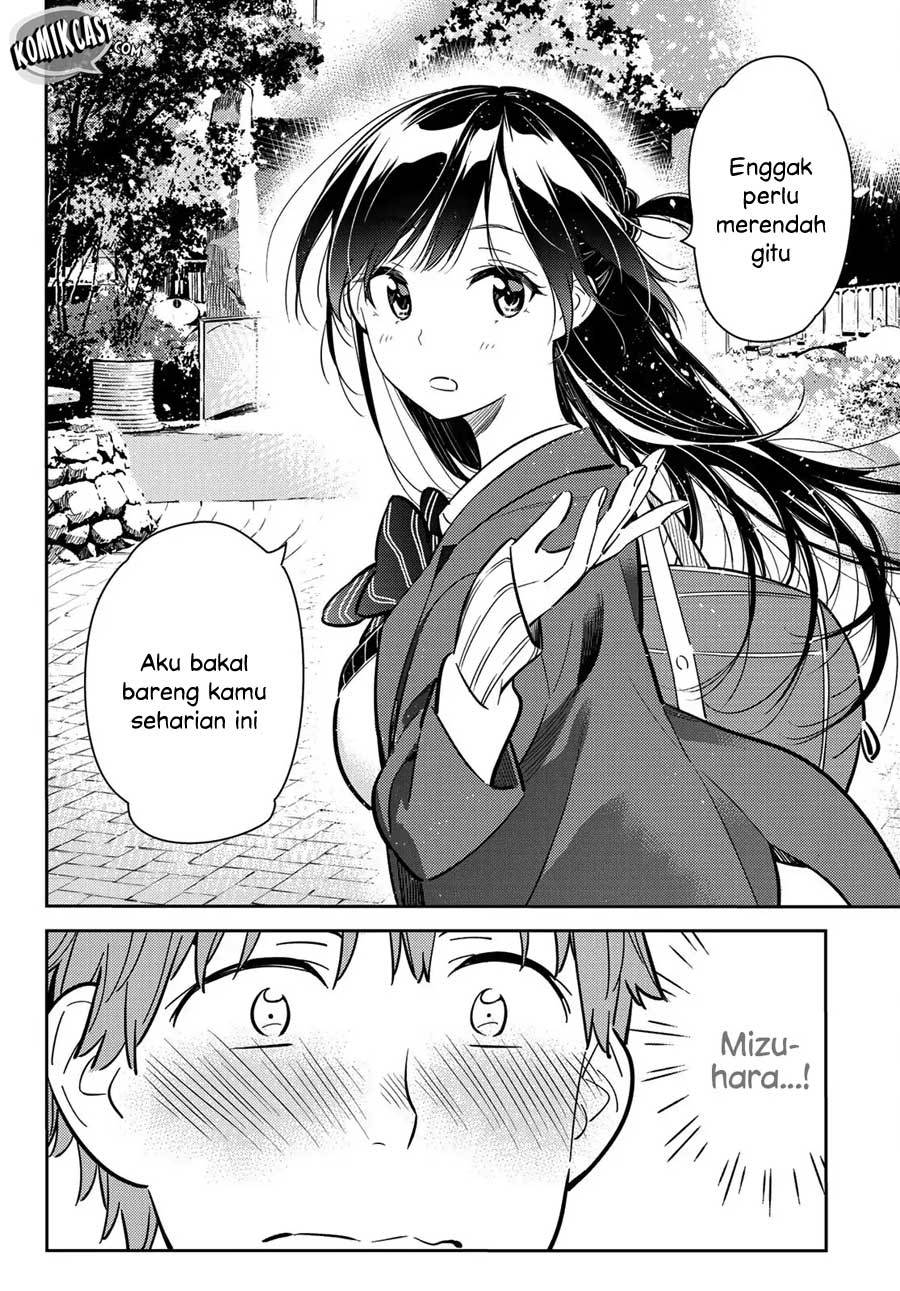 KOMIKCAST
.COM
Enggak
perlu
merendah
gitu
Aku bakal
bareng kamu
seharian ini
Mizu-
hara...!